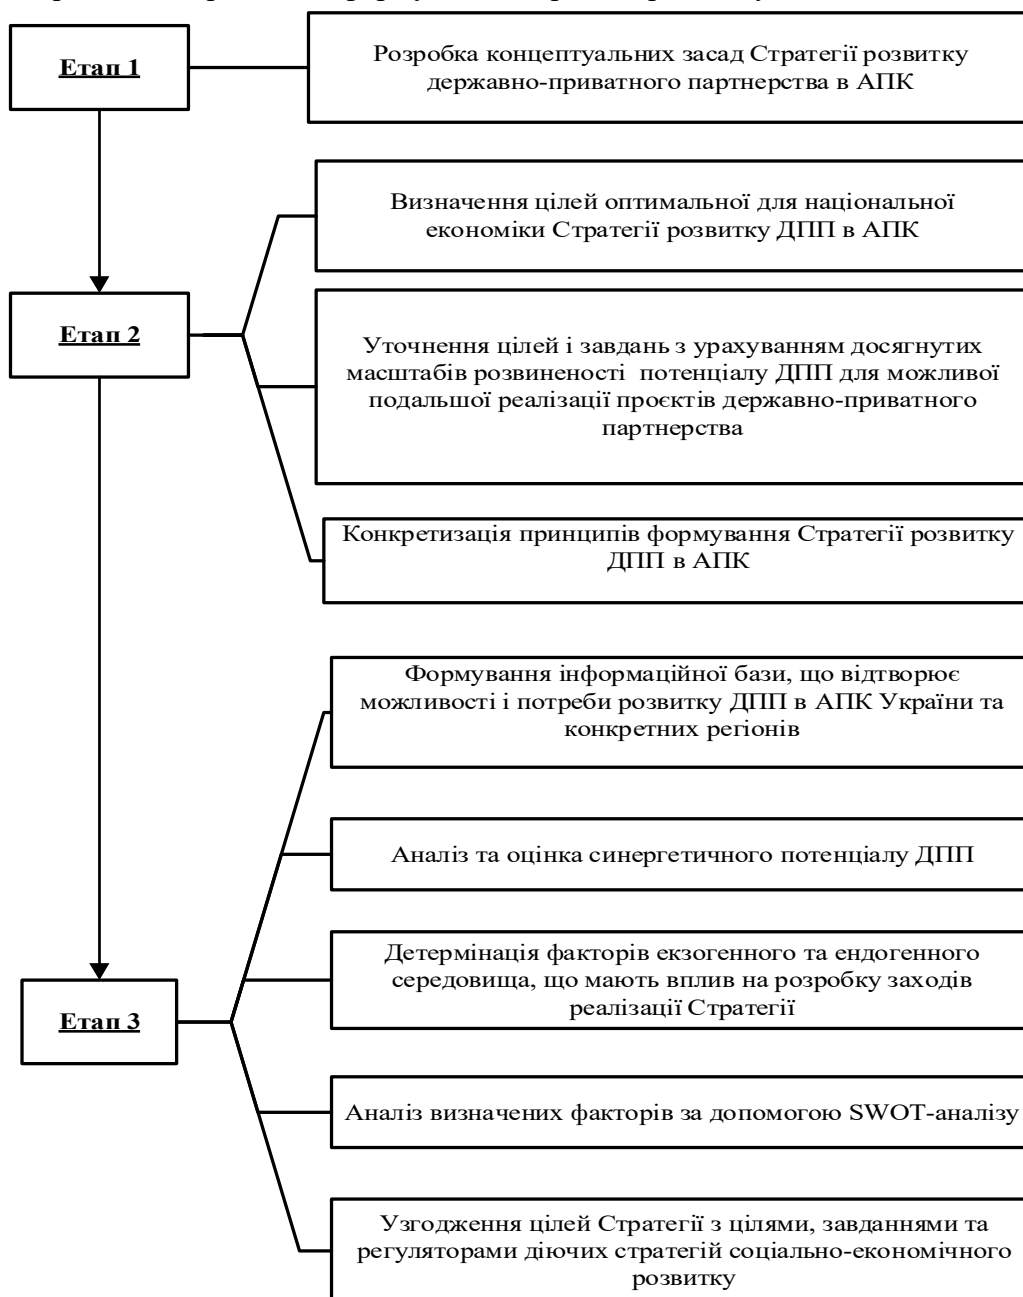 Етап 1
Розробка концептуальних засад Стратегії розвитку
державно-приватного партнерства в АПК
Визначення цілей оптимальної для національної
економіки Стратегії розвитку ДПП в АПК
Етап 2
Уточнення цілей і завдань з урахуванням досягнутих
масштабів розвиненості потенціалу ДПП для можливої
подальшої реалізації проєктів державно-приватного
партнерства
Конкретизація принципів формування Стратегії розвитку
ДПП в АПК
Формування інформаційної бази, що відтворює
можливості і потреби розвитку ДПП в АПК України та
конкретних регіонів
Аналіз та оцінка синергетичного потенціалу ДПП
Детермінація факторів екзогенного та ендогенного
середовища, що мають вплив на розробку заходів
реалізації Стратегії
Етап 3
Аналіз визначених факторів за допомогою SWOT-аналізу
Узгодження цілей Стратегії з цілями, завданнями та
регуляторами діючих стратегій соціально-економічного
розвитку